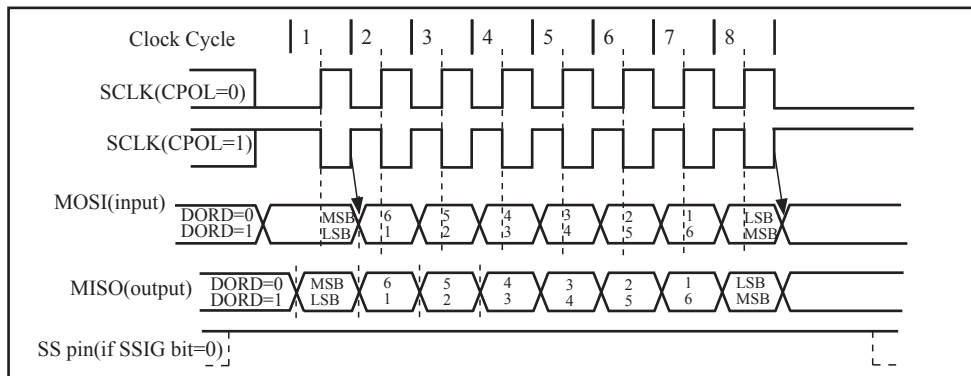 Clock Cycle 1 2 3 4 5 6 7 8
SCLK(CPOL=0)
SCLK(CPOL=1)
MOSI(input)
DORD=0 MSB 6 5 4 3 2 1 LSB
DORD=1 LSB 1 2 3 4 5 6 MSB
MISO(output)
DORD=0 MSB 6 5 4 3 2 1 LSB
DORD=1 LSB 1 2 3 4 5 6 MSB
SS pin(if SSIG bit=0)